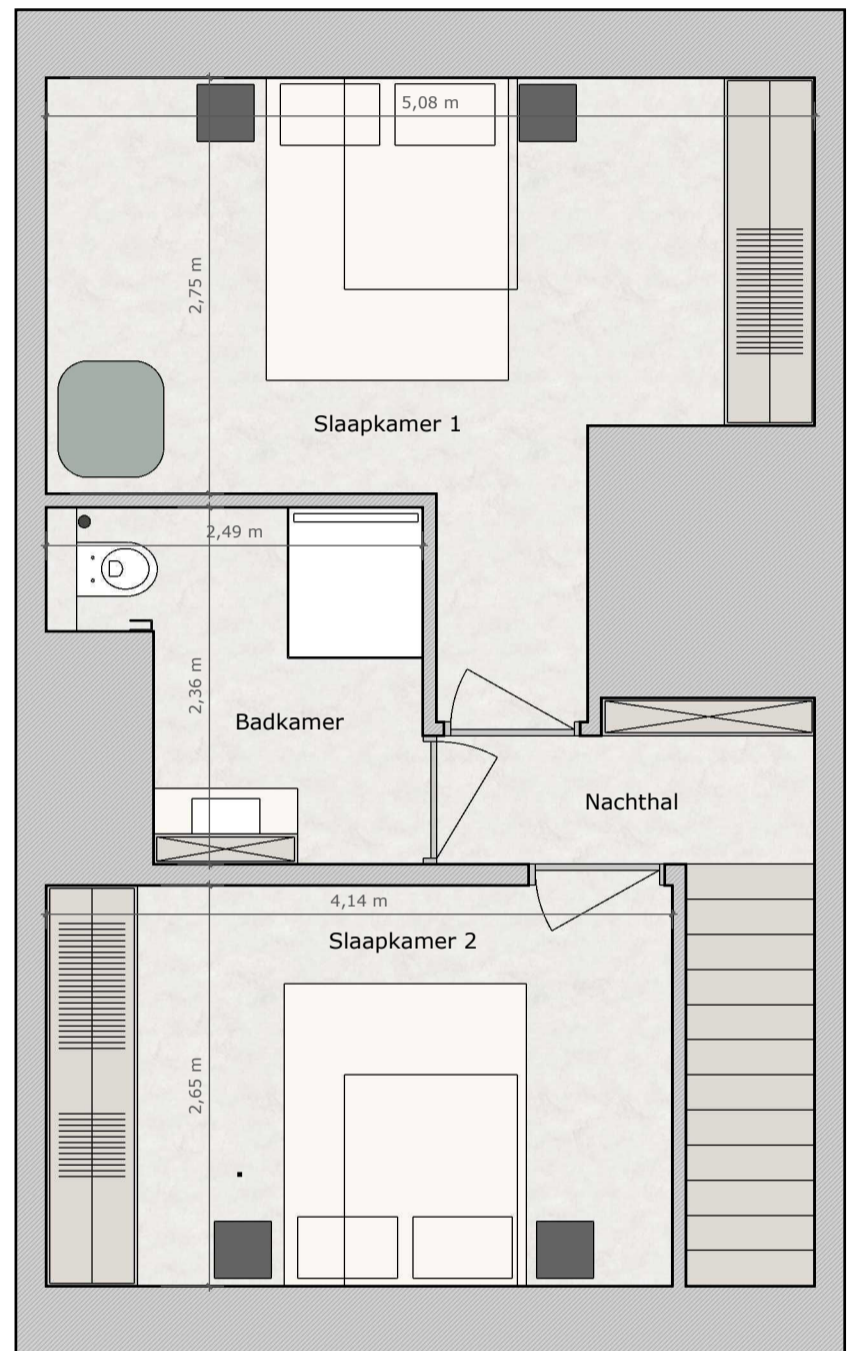 5,08 m
2,75 m
Slaapkamer 1
2,49 m
2,36 m
Badkamer
Nachthal
4,14 m
Slaapkamer 2
2,65 m